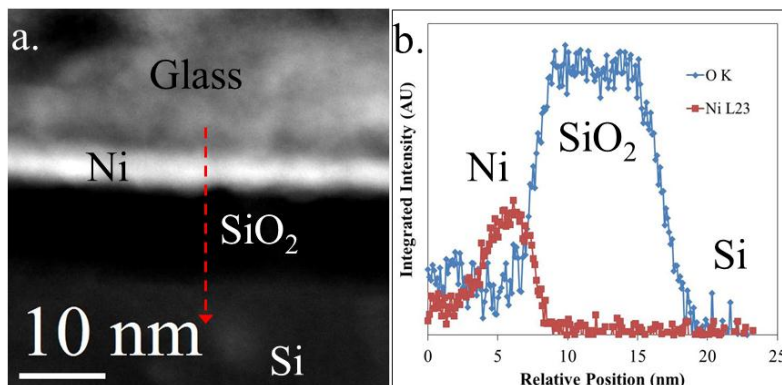 a.
Glass
Ni
SiO₂
10 nm
Si
b.
O K
Ni L23
SiO₂
Ni
Si
Integrated Intensity (AU)
0 5 10 15 20 25
Relative Position (nm)